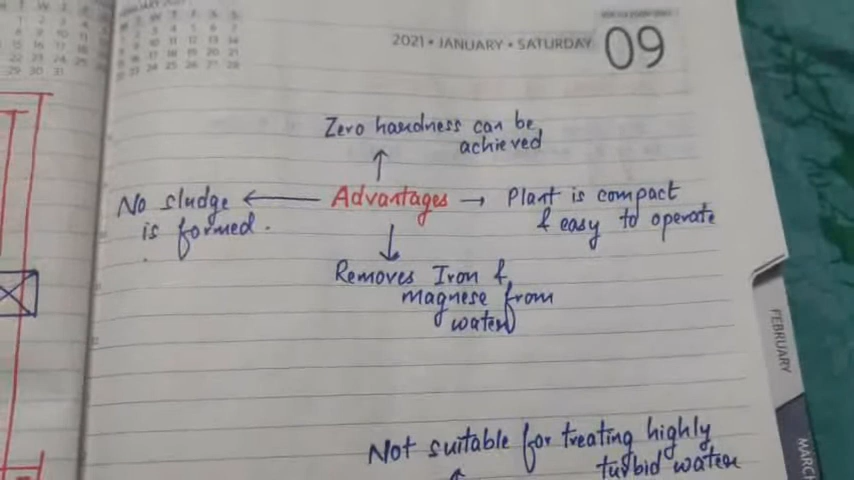 2021 • JANUARY • SATURDAY 09
Zero hardness can be
achieved
No sludge ← Advantages → Plant is compact
is formed. & easy to operate
Removes Iron &
magnese from
water
FEBRUARY
MARCH
Not suitable for treating highly
turbid water